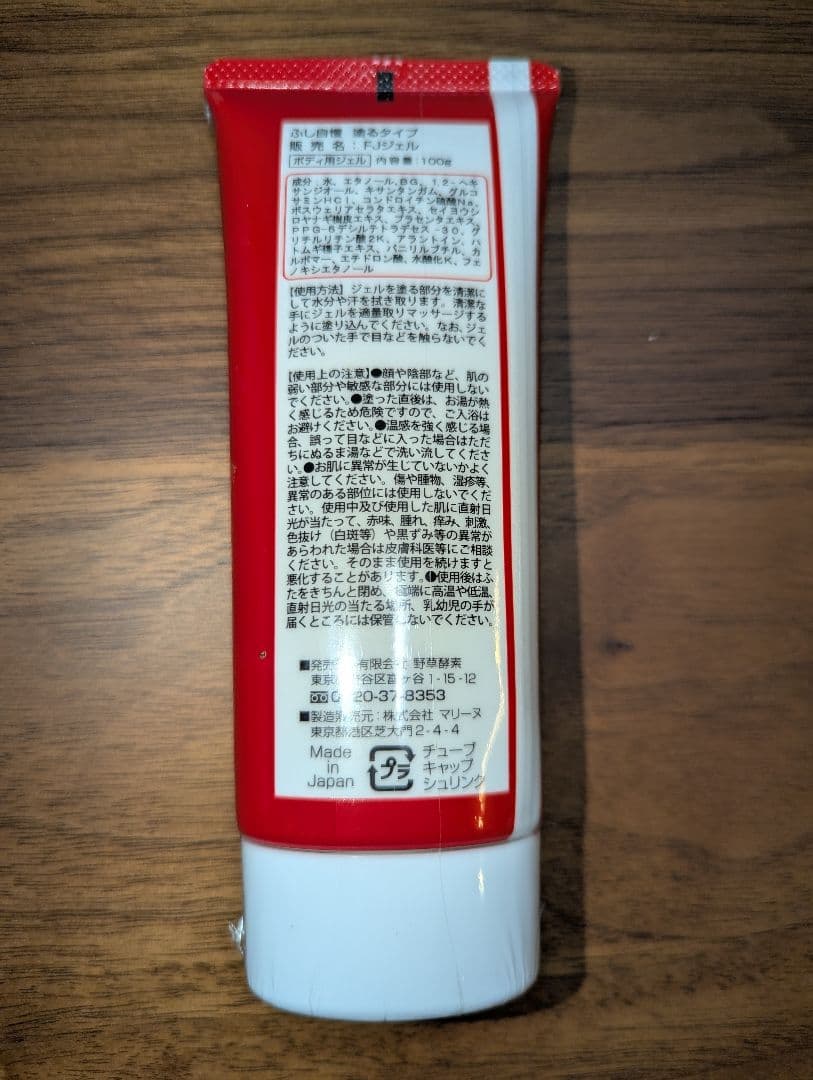 ふし自慢 塗るタイプ
販売名：FJジェル
ボディ用ジェル 内容量：100g
成分：水、エタノール、BG、1,2-ヘキ
サンジオール、キサンタンガム、グルコ
サミンHCl、コンドロイチン硫酸Na、
ボスウェリアセラタエキス、セイヨウシ
ロヤナギ樹皮エキス、プラセンタエキス、
PPG-6デシルテトラデセス-30、グ
リチルリチン酸2K、アラントイン、ハ
トムギ種子エキス、バニリルブチル、カ
ルボマー、エチドロン酸、水酸化K、フェ
ノキシエタノール
【使用方法】ジェルを塗る部分を清潔に
して水分や汗を拭き取ります。清潔な
手にジェルを適量取りマッサージする
ように塗り込んでください。なお、ジェ
ルのついた手で目などを触らないでく
ださい。
【使用上の注意】●顔や陰部など、肌の
弱い部分や敏感な部分には使用しない
でください。●塗った直後は、お湯が熱
く感じるため危険ですので、ご入浴は
お避けください。●温感を強く感じる場
合、誤って目などに入った場合はただ
ちにぬるま湯などで洗い流してくださ
い。●お肌に異常が生じていないかよく
注意してください。傷や腫物、湿疹等、
異常のある部位には使用しないでくだ
さい。使用中及び使用した肌に直射日
光が当たって、赤味、腫れ、痒み、刺激、
色抜け（白斑等）や黒ずみ等の異常が
あらわれた場合は皮膚科医等にご相談
ください。そのまま使用を続けますと
悪化することがあります。●使用後はふ
たをきちんと閉め、極端に高温や低温、
直射日光の当たる場所、乳幼児の手が
届くところには保管しないでください。
■発売元：有限会社 野草酵素
東京都渋谷区富ヶ谷1-15-12
0120-37-8353
■製造販売元：株式会社 マリーヌ
東京都港区芝大門2-4-4
Made
in
Japan
プラ
チューブ
キャップ
シュリンク